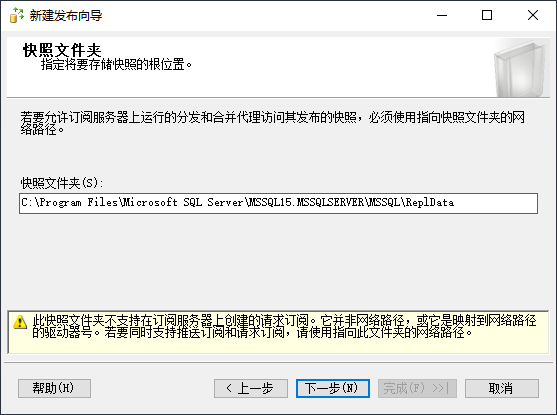 新建发布向导
快照文件夹
指定将要存储快照的根位置。
若要允许订阅服务器上运行的分发和合并代理访问其发布的快照，必须使用指向快照文件夹的网
络路径。
快照文件夹(S):
C:\Program Files\Microsoft SQL Server\MSSQL15.MSSQLSERVER\MSSQL\ReplData
此快照文件夹不支持在订阅服务器上创建的请求订阅。它并非网络路径，或它是映射到网络路径
的驱动器号。若要同时支持推送订阅和请求订阅，请使用指向此文件夹的网络路径。
帮助(H)
< 上一步
下一步(N)
完成(F) >>|
取消